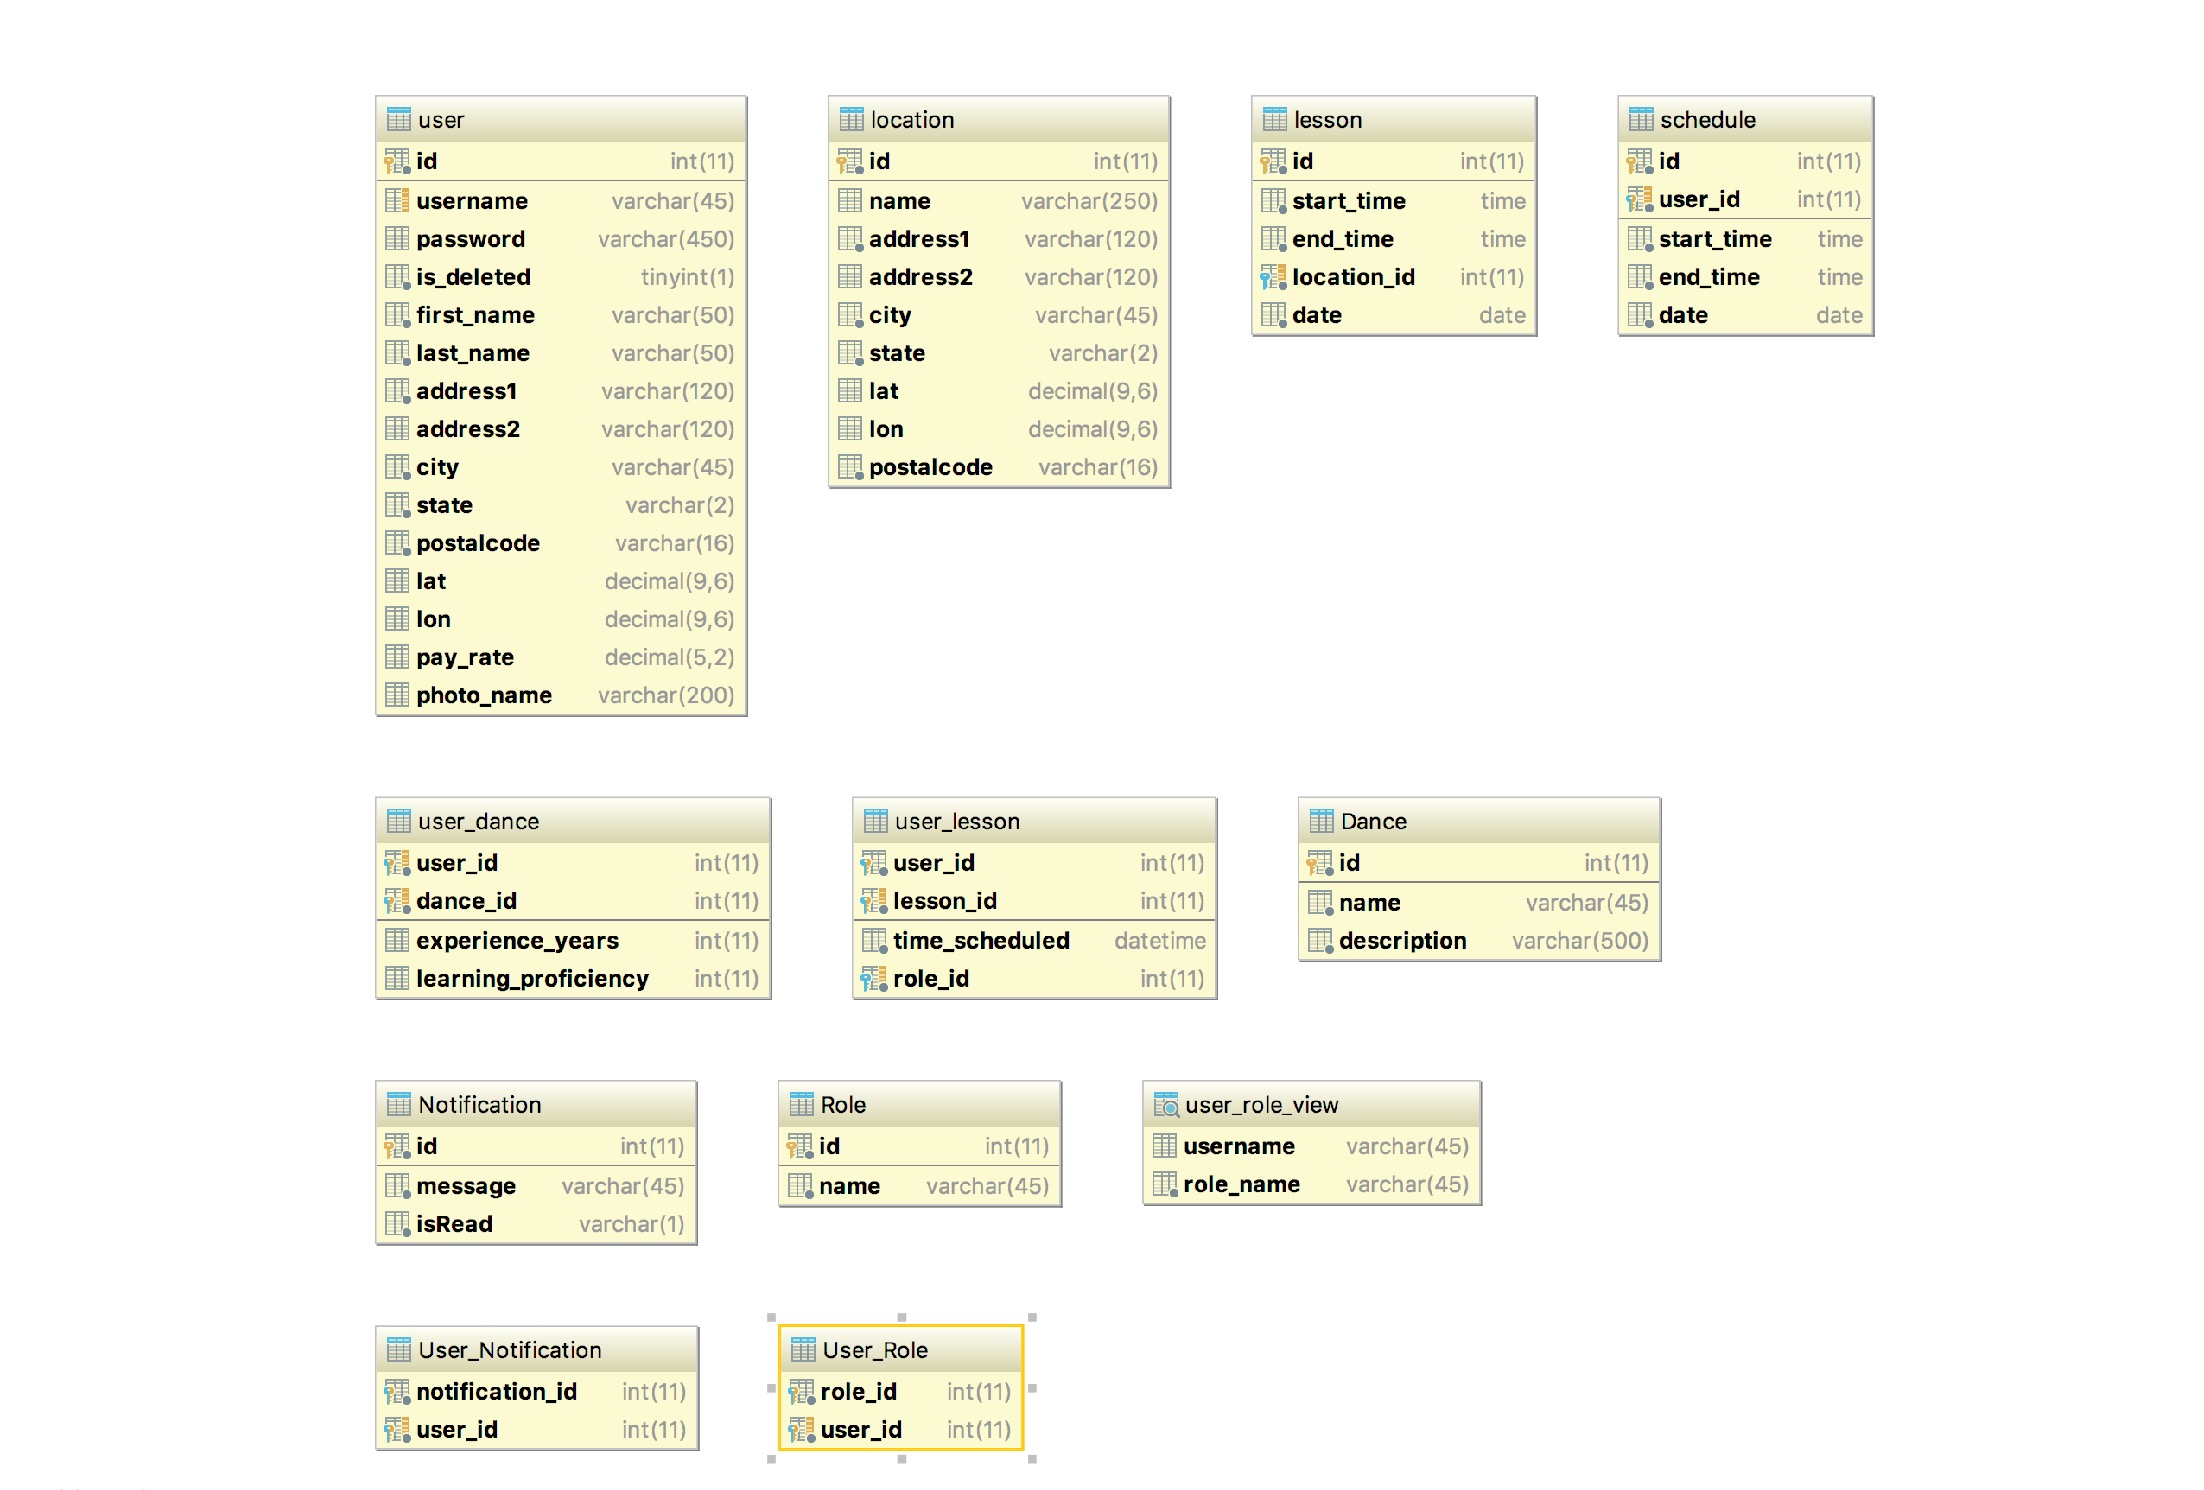 user
id int(11)
username varchar(45)
password varchar(450)
is_deleted tinyint(1)
first_name varchar(50)
last_name varchar(50)
address1 varchar(120)
address2 varchar(120)
city varchar(45)
state varchar(2)
postalcode varchar(16)
lat decimal(9,6)
lon decimal(9,6)
pay_rate decimal(5,2)
photo_name varchar(200)
location
id int(11)
name varchar(250)
address1 varchar(120)
address2 varchar(120)
city varchar(45)
state varchar(2)
lat decimal(9,6)
lon decimal(9,6)
postalcode varchar(16)
lesson
id int(11)
start_time time
end_time time
location_id int(11)
date date
schedule
id int(11)
user_id int(11)
start_time time
end_time time
date date
user_dance
user_id int(11)
dance_id int(11)
experience_years int(11)
learning_proficiency int(11)
user_lesson
user_id int(11)
lesson_id int(11)
time_scheduled datetime
role_id int(11)
Dance
id int(11)
name varchar(45)
description varchar(500)
Notification
id int(11)
message varchar(45)
isRead varchar(1)
Role
id int(11)
name varchar(45)
user_role_view
username varchar(45)
role_name varchar(45)
User_Notification
notification_id int(11)
user_id int(11)
User_Role
role_id int(11)
user_id int(11)